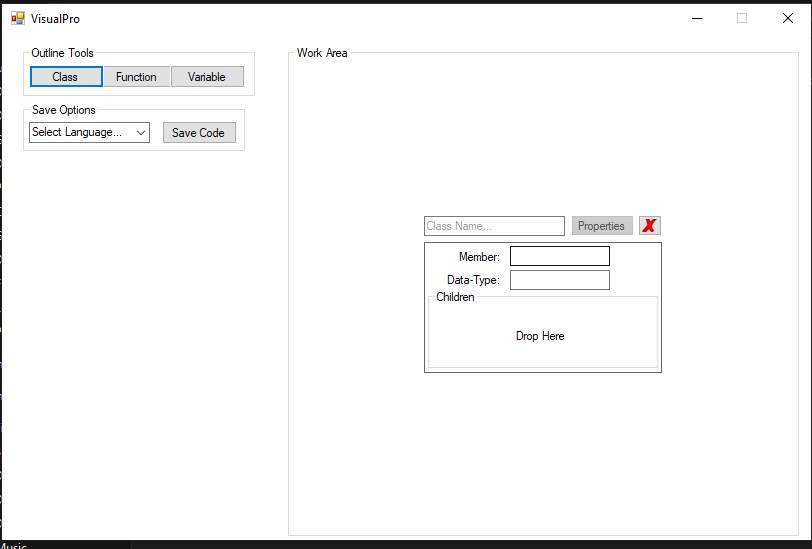 VisualPro
Outline Tools
Class Function Variable
Save Options
Select Language... Save Code
Work Area
Class Name... Properties X
Member:
Data-Type:
Children
Drop Here
Music